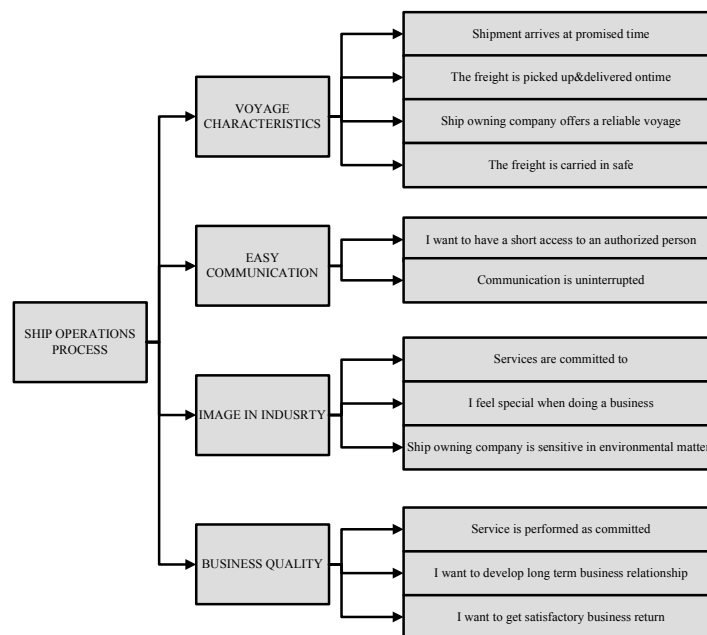 SHIP OPERATIONS
PROCESS
VOYAGE
CHARACTERISTICS
Shipment arrives at promised time
The freight is picked up&delivered ontime
Ship owning company offers a reliable voyage
The freight is carried in safe
EASY
COMMUNICATION
I want to have a short access to an authorized person
Communication is uninterrupted
IMAGE IN INDUSRTY
Services are committed to
I feel special when doing a business
Ship owning company is sensitive in environmental matter
BUSINESS QUALITY
Service is performed as committed
I want to develop long term business relationship
I want to get satisfactory business return